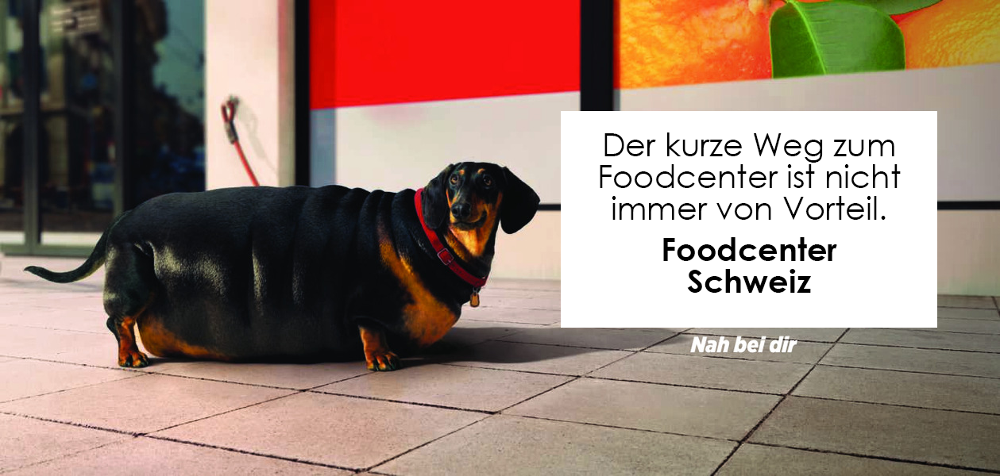 Der kurze Weg zum
Foodcenter ist nicht
immer von Vorteil.
Foodcenter
Schweiz
Nah bei dir